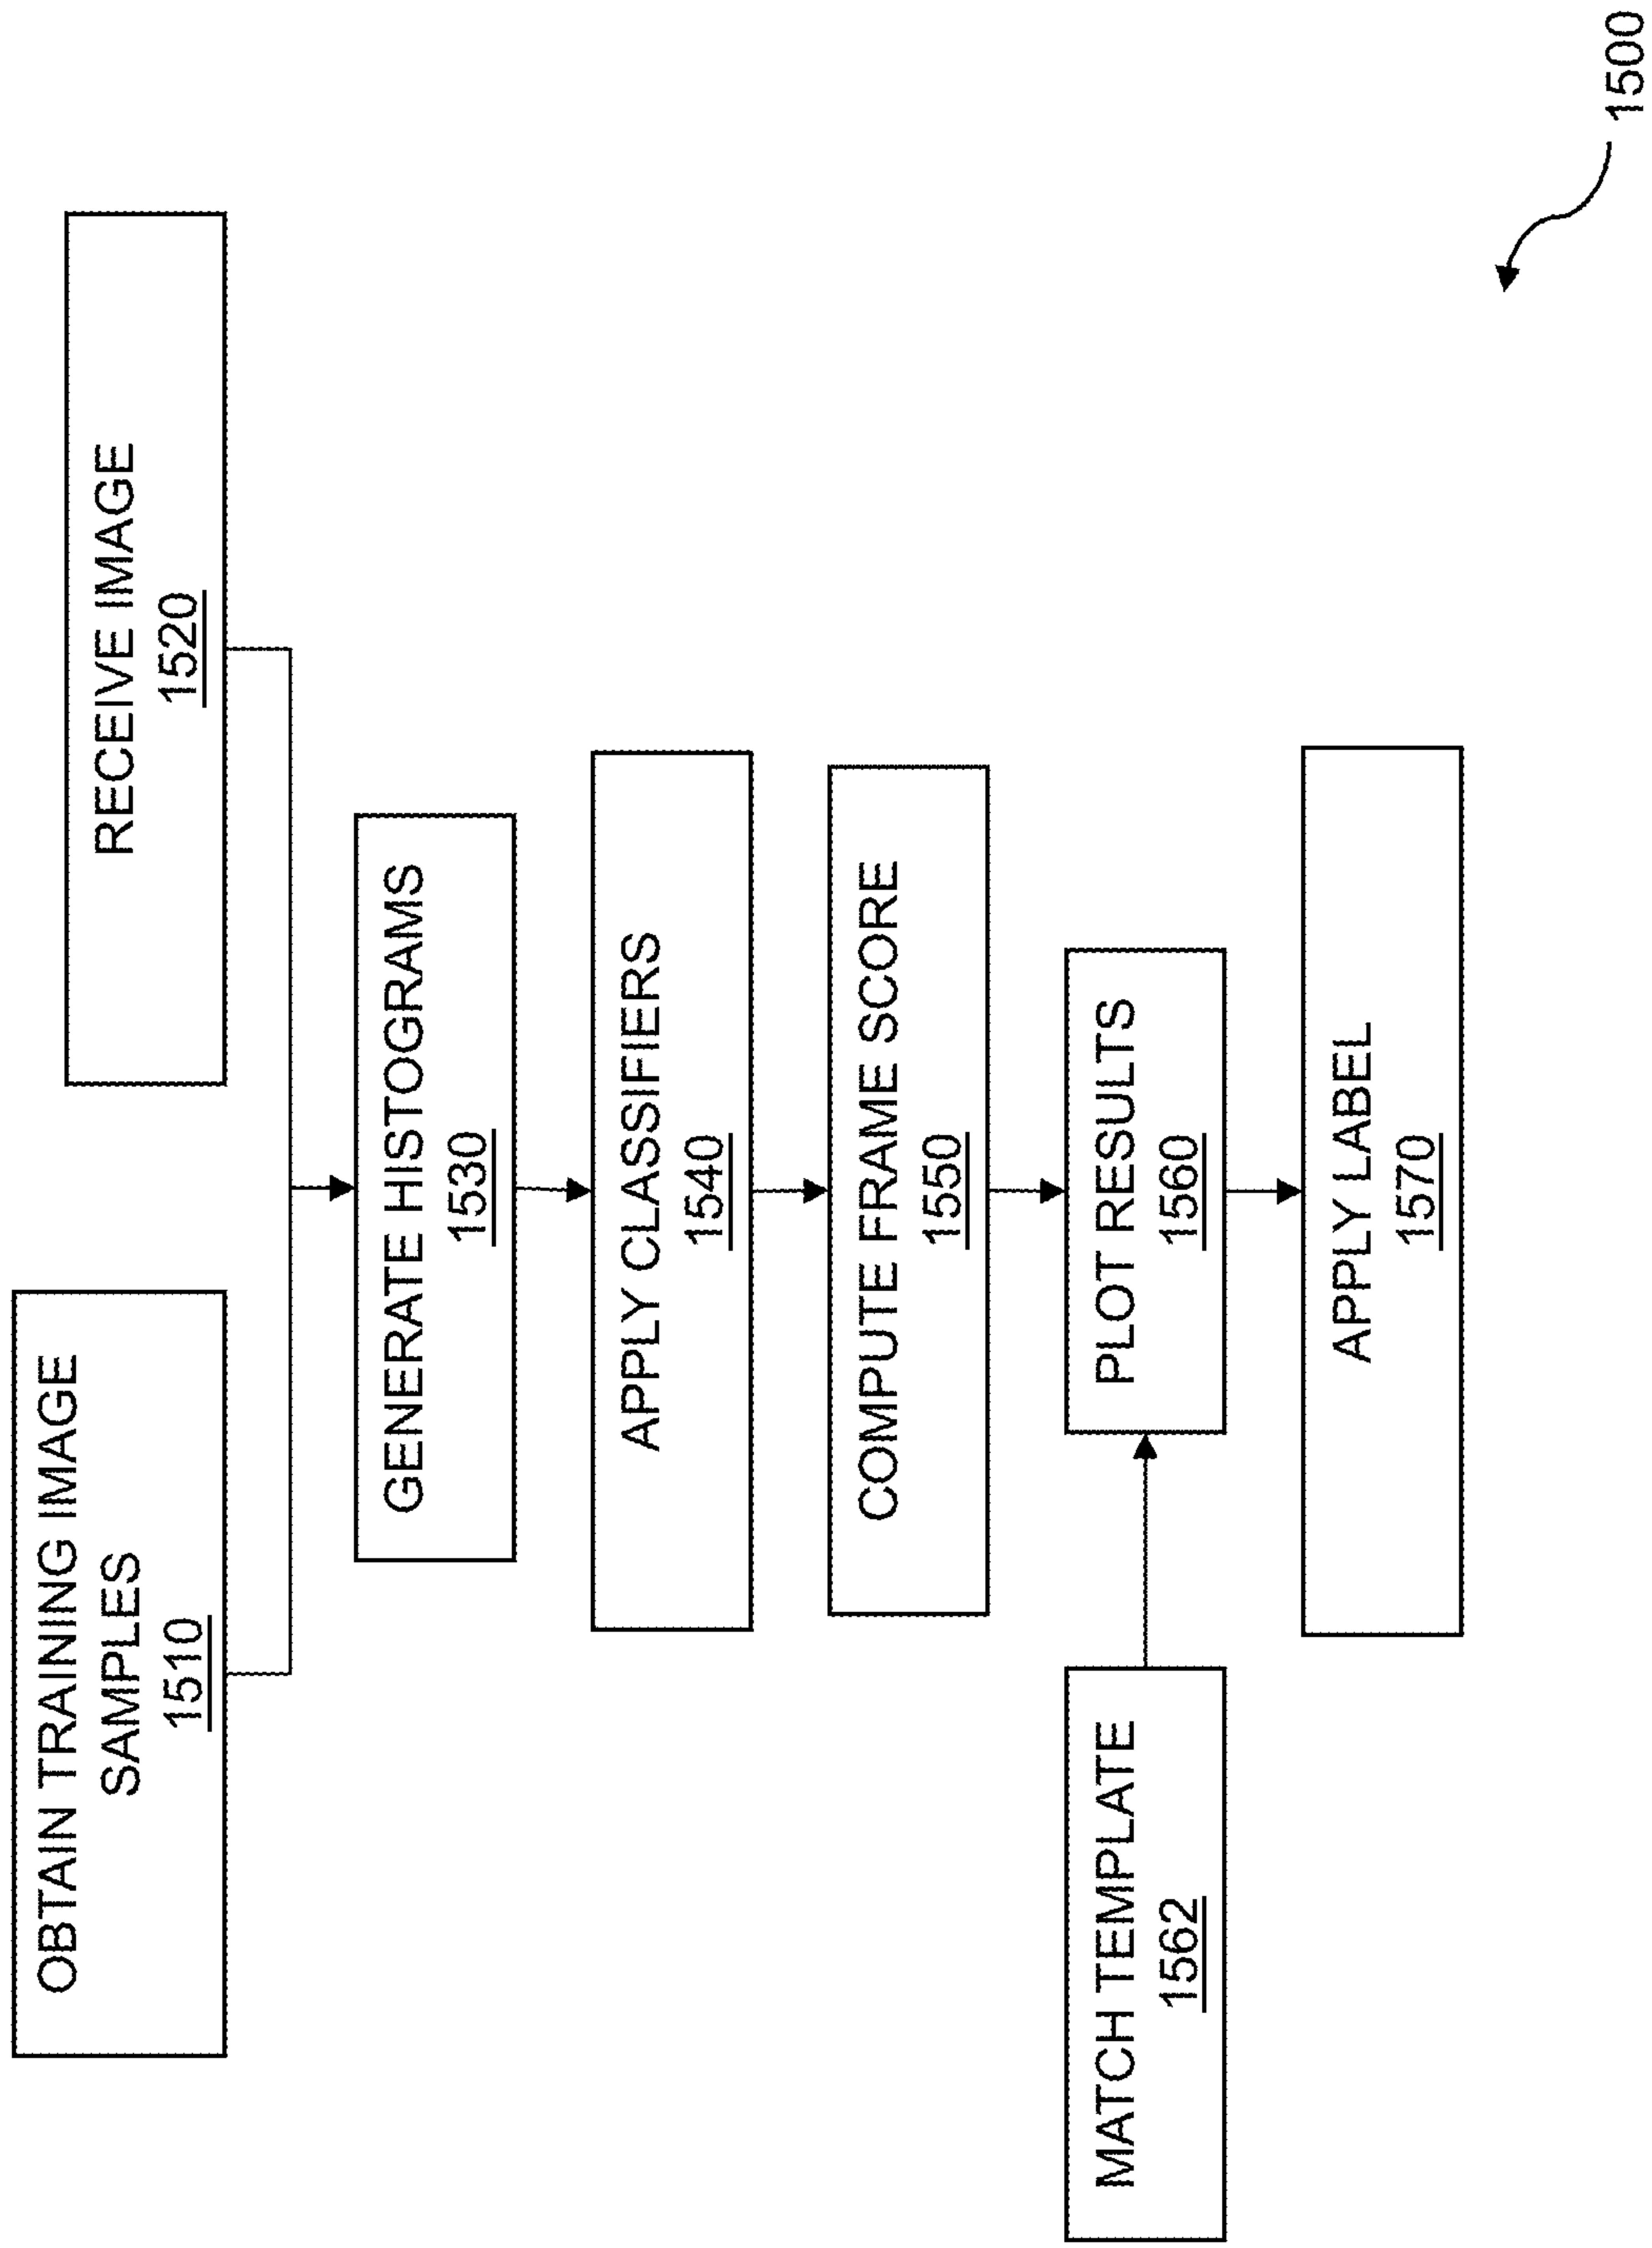 OBTAIN TRAINING IMAGE
SAMPLES
1510
RECEIVE IMAGE
1520
GENERATE HISTOGRAMS
1530
APPLY CLASSIFIERS
1540
COMPUTE FRAME SCORE
1550
MATCH TEMPLATE
1562
PLOT RESULTS
1560
APPLY LABEL
1570
1500